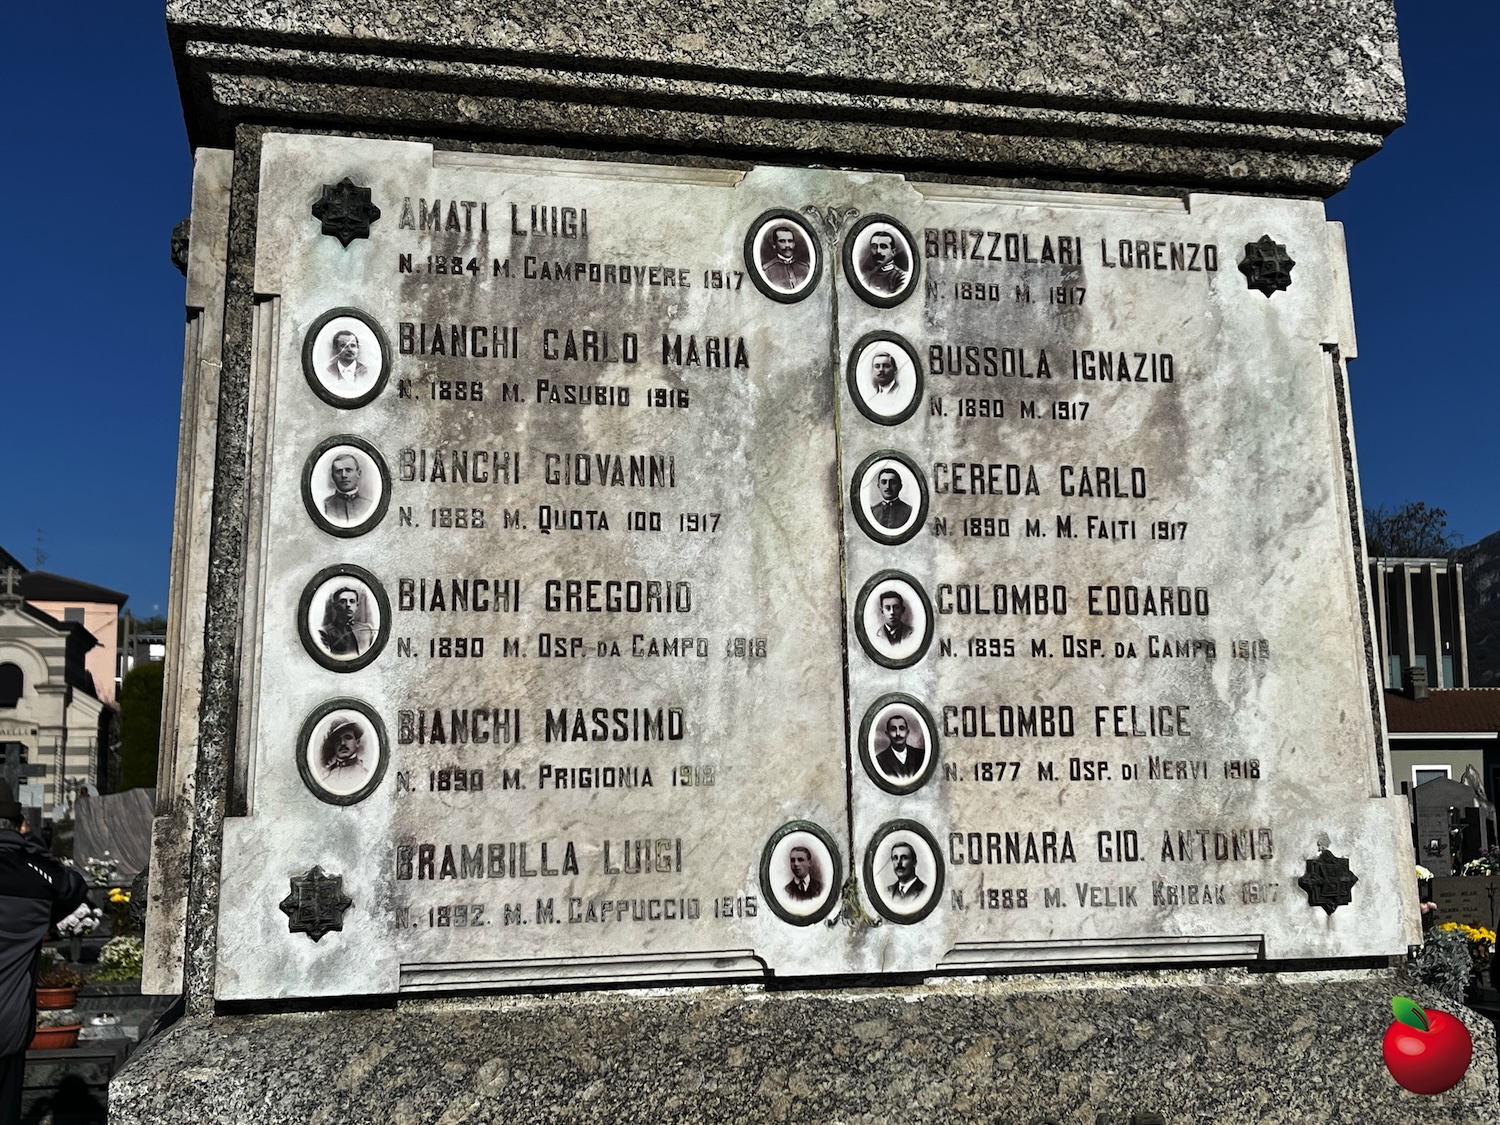 AMATI LUIGI
N. 1884 M. CAMPOROVERE 1917
BIANCHI CARLO MARIA
N. 1886 M. PASUBIO 1916
BIANCHI GIOVANNI
N. 1888 M. QUOTA 100 1917
BIANCHI GREGORIO
N. 1890 M. OSP. DA CAMPO 1918
BIANCHI MASSIMO
N. 1890 M. PRIGIONIA 1918
BRAMBILLA LUIGI
N. 1892. M. M. CAPPUCCIO 1915
BRIZZOLARI LORENZO
N. 1890 M. 1917
BUSSOLA IGNAZIO
N. 1890 M. 1917
CEREDA CARLO
N. 1890 M. M. FAITI 1917
COLOMBO EDOARDO
N. 1895 M. OSP. DA CAMPO 1918
COLOMBO FELICE
N. 1877 M. OSP. DI NERVI 1918
CORNARA GIO. ANTONIO
N. 1888 M. VELIK KRIBAK 1917